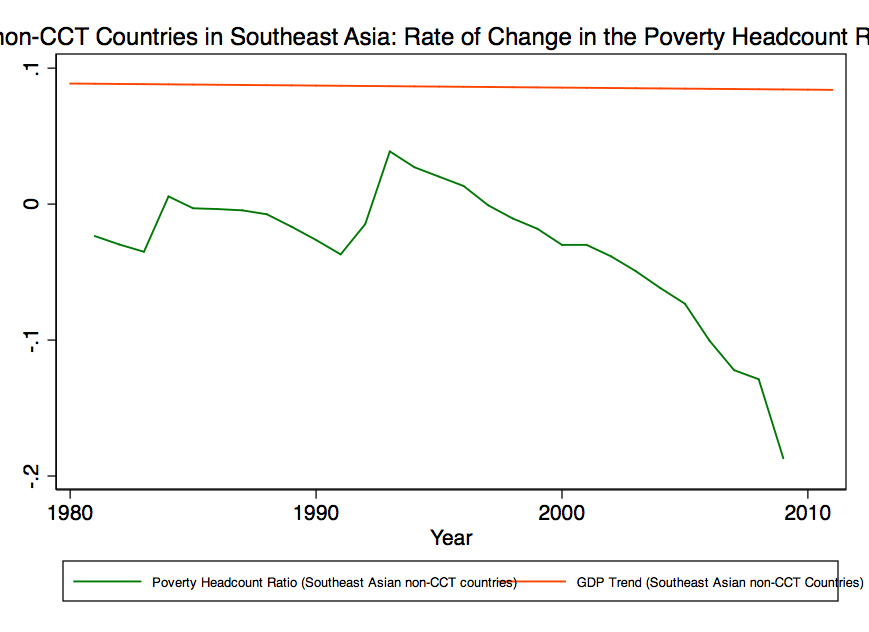 non-CCT Countries in Southeast Asia: Rate of Change in the Poverty Headcount R
.1
0
-.1
-.2
1980 1990 2000 2010
Year
Poverty Headcount Ratio (Southeast Asian non-CCT countries) GDP Trend (Southeast Asian non-CCT Countries)